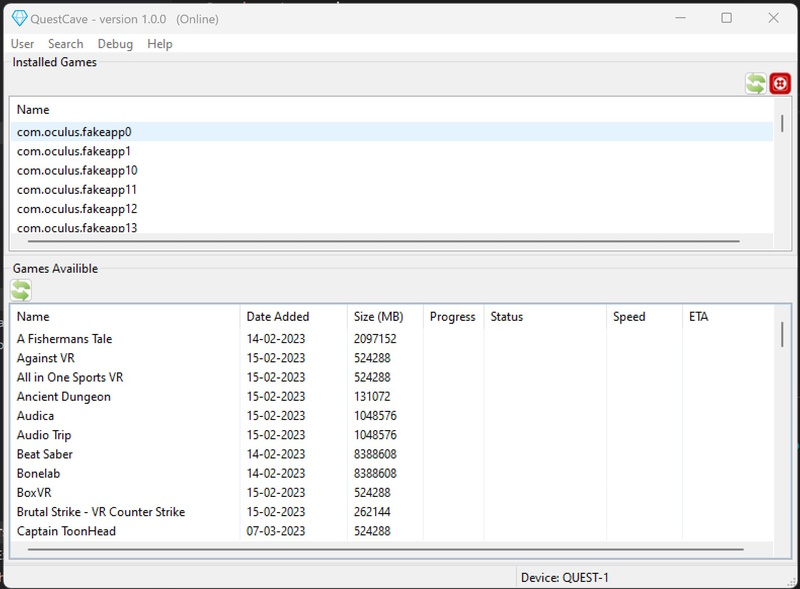 QuestCave - version 1.0.0 (Online)
User Search Debug Help
Installed Games
Name
com.oculus.fakeapp0
com.oculus.fakeapp1
com.oculus.fakeapp10
com.oculus.fakeapp11
com.oculus.fakeapp12
com.oculus.fakeapp13
Games Availible
Name Date Added Size (MB) Progress Status Speed ETA
A Fishermans Tale 14-02-2023 2097152
Against VR 15-02-2023 524288
All in One Sports VR 15-02-2023 524288
Ancient Dungeon 15-02-2023 131072
Audica 15-02-2023 1048576
Audio Trip 15-02-2023 1048576
Beat Saber 14-02-2023 8388608
Bonelab 14-02-2023 8388608
BoxVR 15-02-2023 524288
Brutal Strike - VR Counter Strike 15-02-2023 262144
Captain ToonHead 07-03-2023 524288
Device: QUEST-1